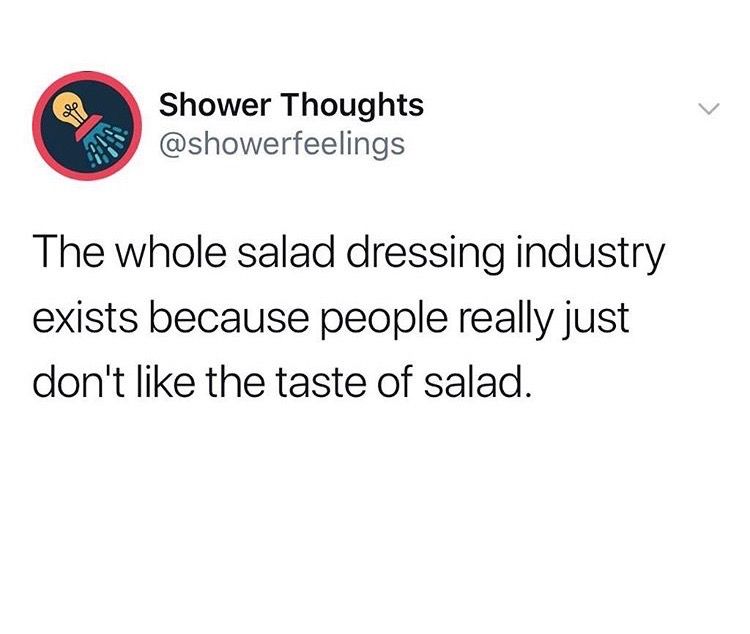 Shower Thoughts
@showerfeelings
The whole salad dressing industry
exists because people really just
don't like the taste of salad.